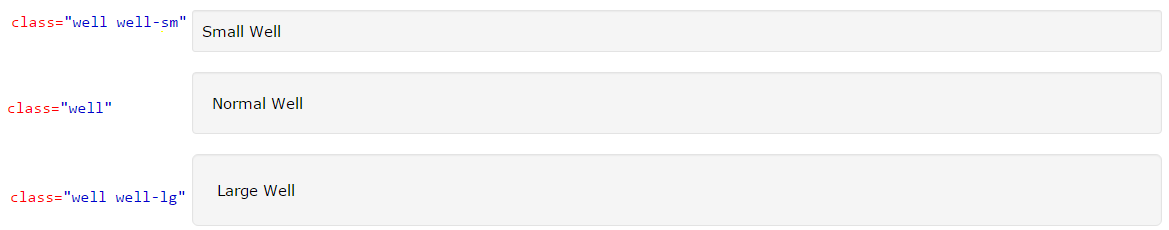 class="well well-sm"
Small Well
class="well"
Normal Well
class="well well-lg"
Large Well